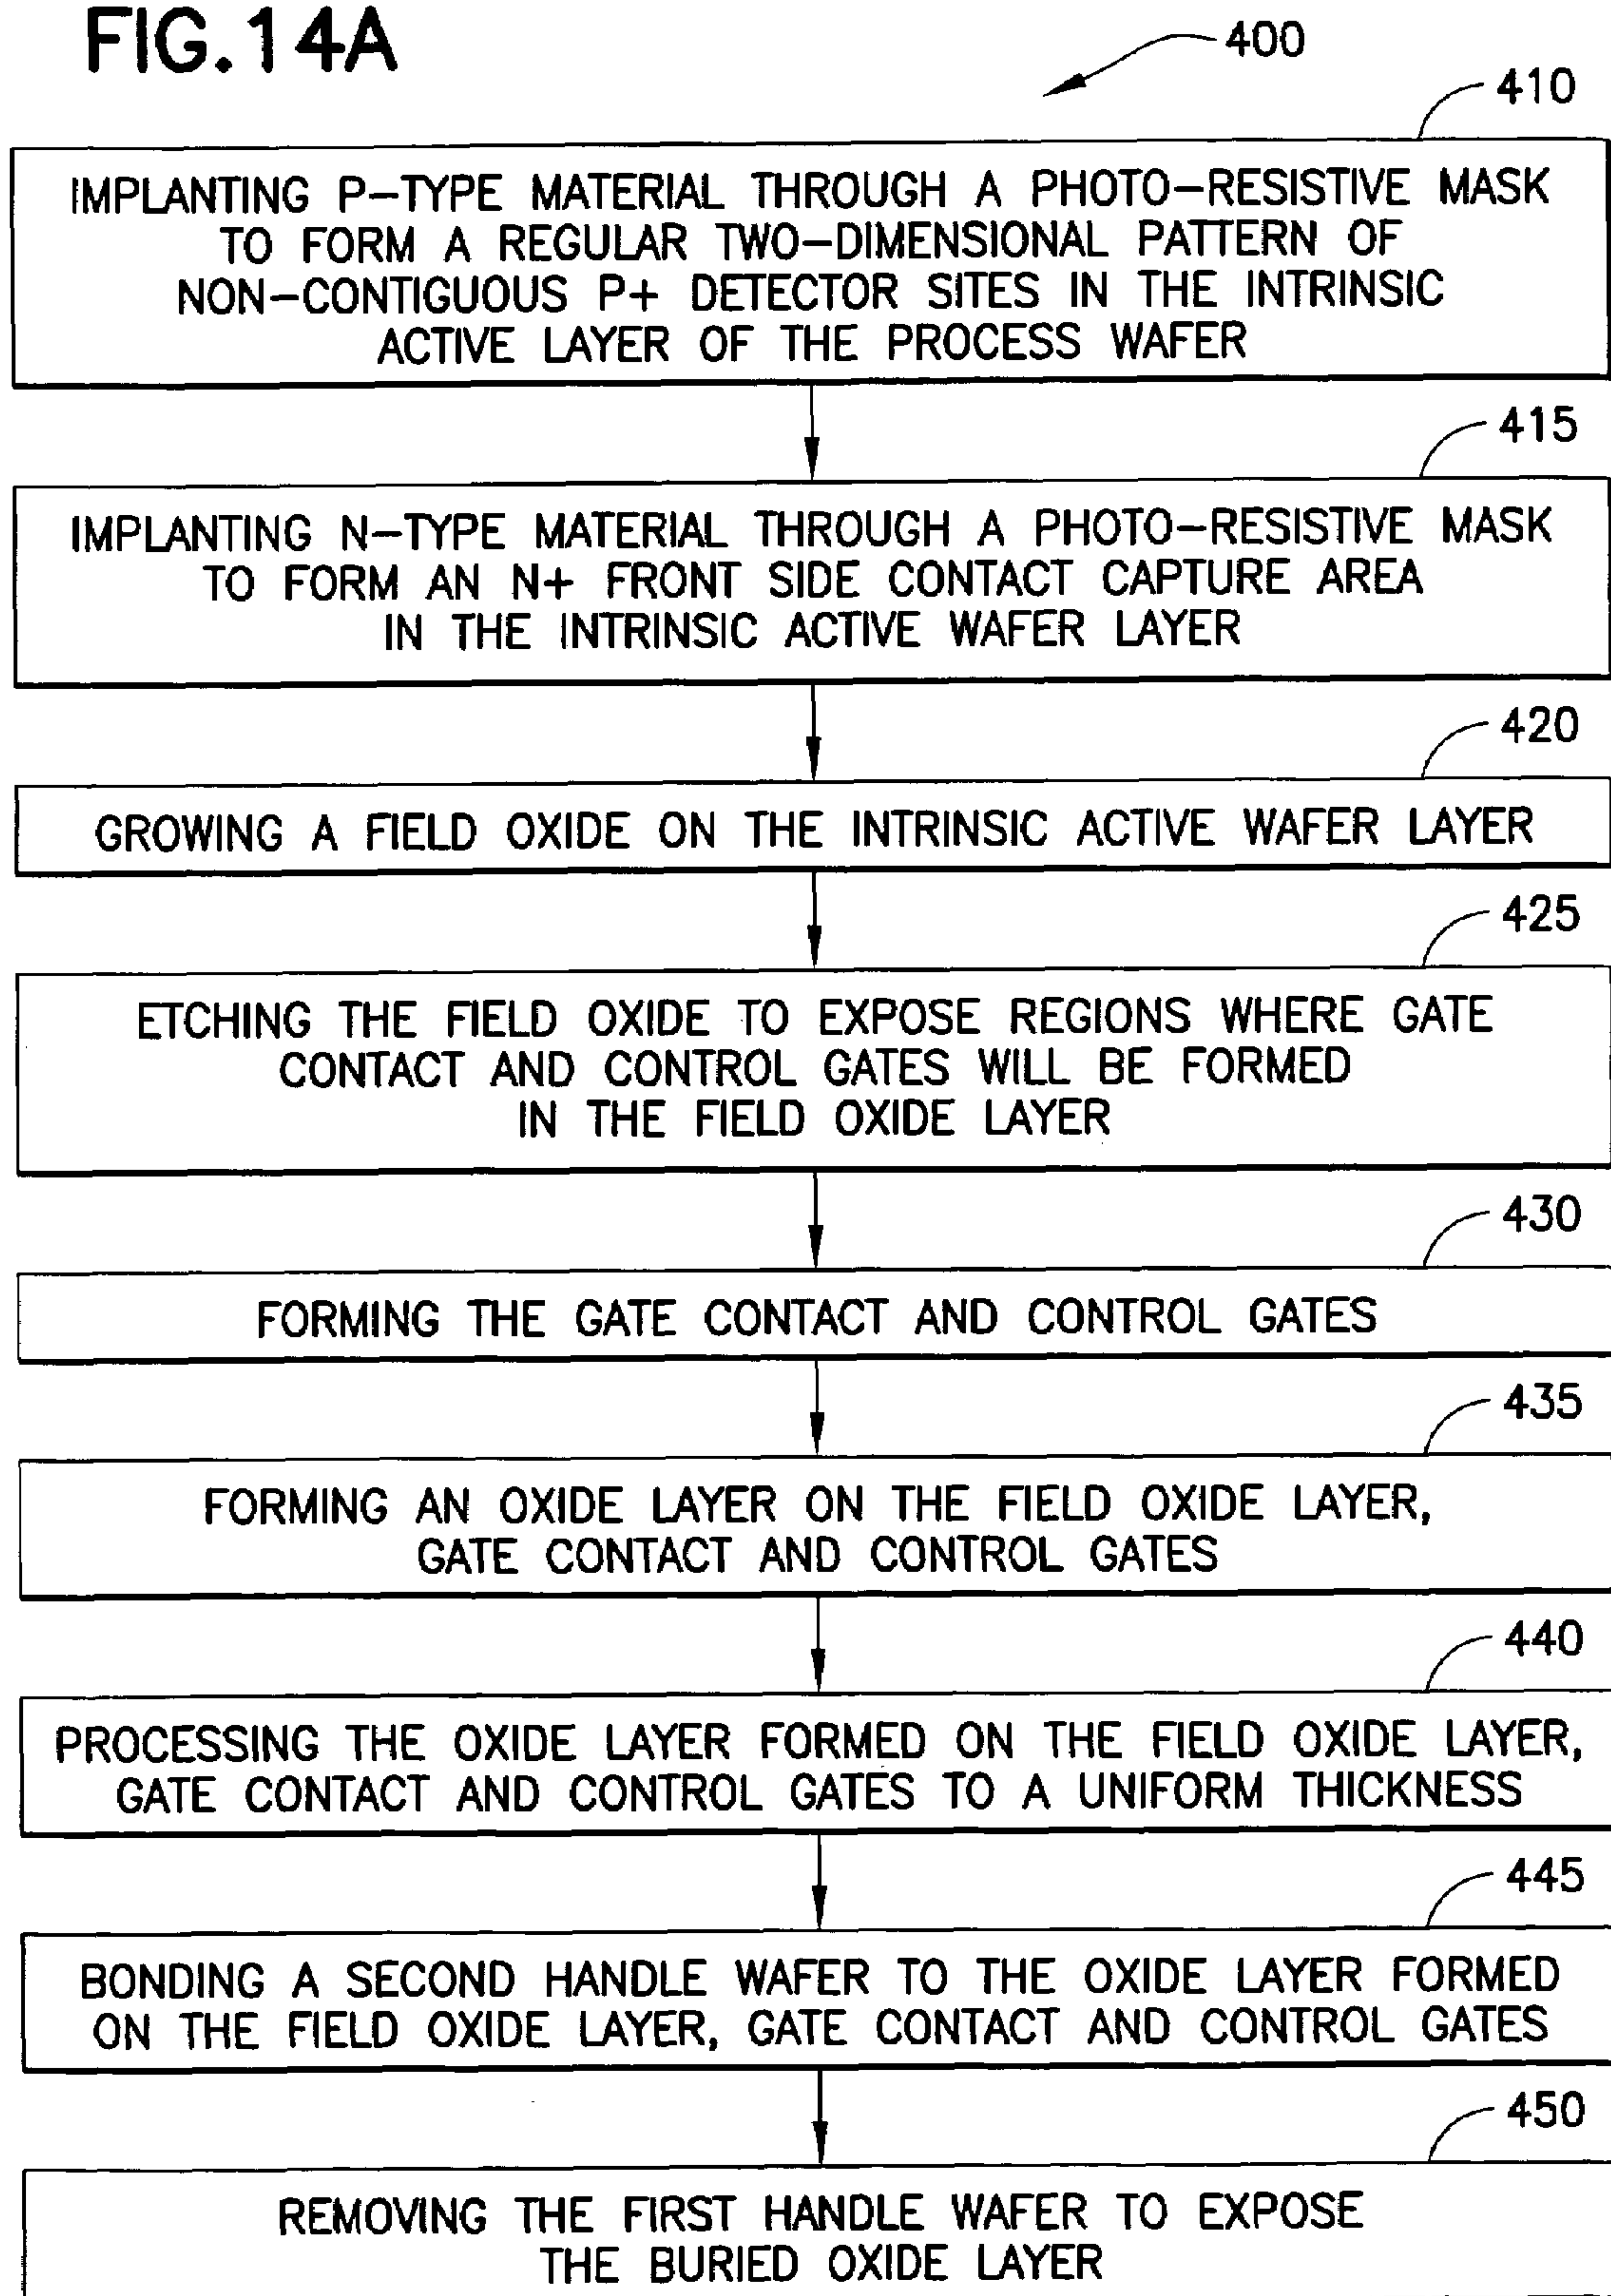 FIG.14A
400
410
IMPLANTING P-TYPE MATERIAL THROUGH A PHOTO-RESISTIVE MASK
TO FORM A REGULAR TWO-DIMENSIONAL PATTERN OF
NON-CONTIGUOUS P+ DETECTOR SITES IN THE INTRINSIC
ACTIVE LAYER OF THE PROCESS WAFER
415
IMPLANTING N-TYPE MATERIAL THROUGH A PHOTO-RESISTIVE MASK
TO FORM AN N+ FRONT SIDE CONTACT CAPTURE AREA
IN THE INTRINSIC ACTIVE WAFER LAYER
420
GROWING A FIELD OXIDE ON THE INTRINSIC ACTIVE WAFER LAYER
425
ETCHING THE FIELD OXIDE TO EXPOSE REGIONS WHERE GATE
CONTACT AND CONTROL GATES WILL BE FORMED
IN THE FIELD OXIDE LAYER
430
FORMING THE GATE CONTACT AND CONTROL GATES
435
FORMING AN OXIDE LAYER ON THE FIELD OXIDE LAYER,
GATE CONTACT AND CONTROL GATES
440
PROCESSING THE OXIDE LAYER FORMED ON THE FIELD OXIDE LAYER,
GATE CONTACT AND CONTROL GATES TO A UNIFORM THICKNESS
445
BONDING A SECOND HANDLE WAFER TO THE OXIDE LAYER FORMED
ON THE FIELD OXIDE LAYER, GATE CONTACT AND CONTROL GATES
450
REMOVING THE FIRST HANDLE WAFER TO EXPOSE
THE BURIED OXIDE LAYER